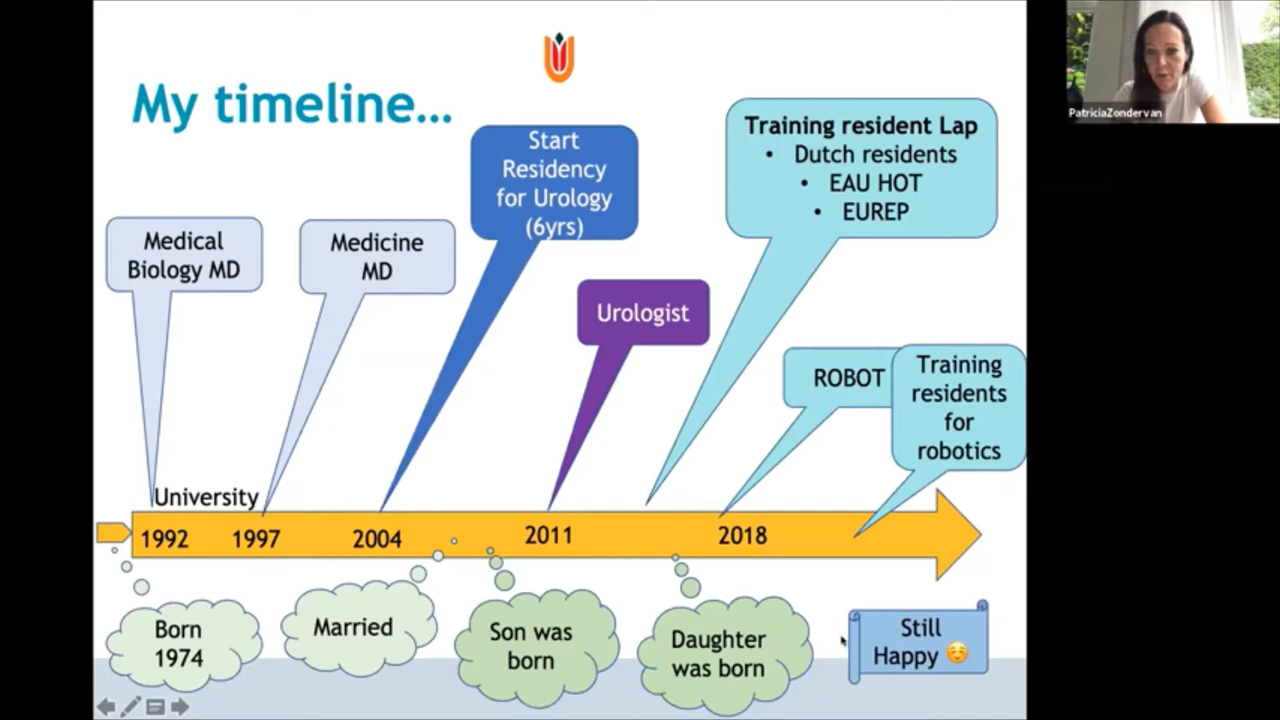 My timeline...
Start
Residency
for Urology
(6yrs)
Training resident Lap
• Dutch residents
• EAU HOT
• EUREP
Medical
Biology MD
Medicine
MD
Urologist
ROBOT
Training
residents
for
robotics
University
1992
1997
2004
2011
2018
Born
1974
Married
Son was
born
Daughter
was born
Still
Happy ☺️
PatriciaZondervan